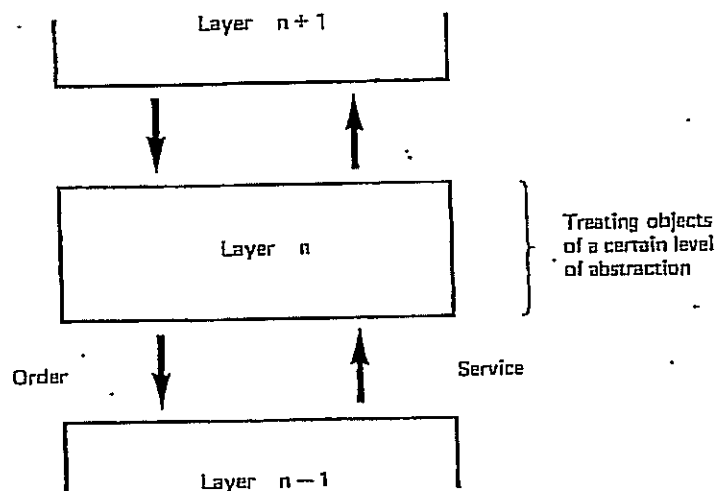 Layer n+1
Treating objects
of a certain level
of abstraction
Layer n
Order
Service
Layer n-1